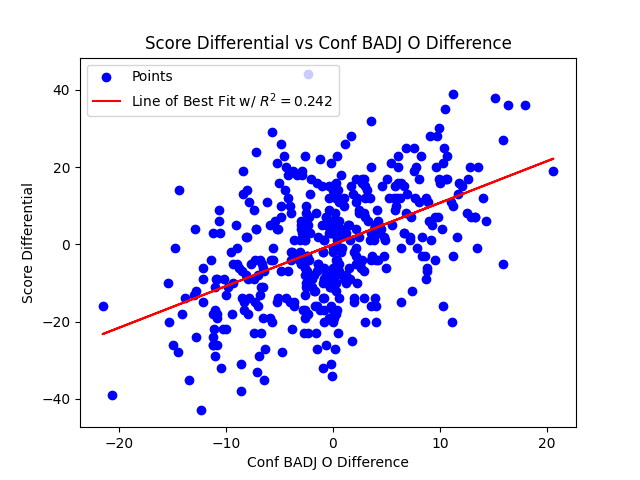 Score Differential vs Conf BADJ O Difference
Points
Line of Best Fit w/ R² = 0.242
40
20
0
−20
−40
Score Differential
−20
−10
0
10
20
Conf BADJ O Difference